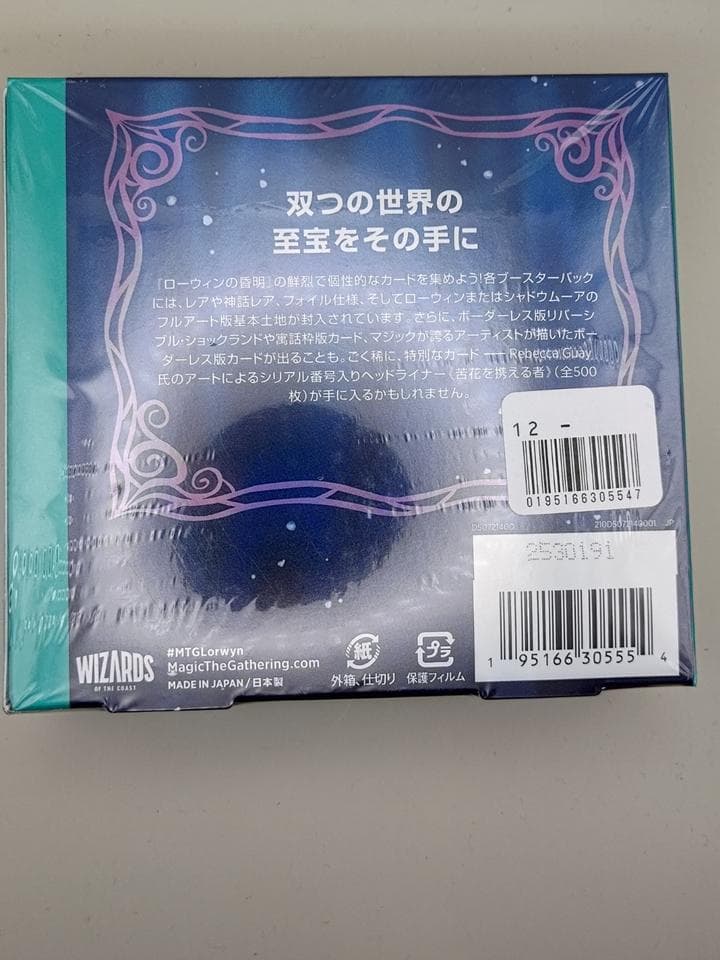 双つの世界の
至宝をその手に
『ローウィンの昏明』の鮮烈で個性的なカードを集めよう！各ブースターパック
には、レアや神話レア、フォイル仕様、そしてローウィンまたはシャドウムーアの
フルアート版基本土地が封入されています。さらに、ボーダーレス版リバーシ
ブル・ショックランドや寓話枠版カード、マジックが誇るアーティストが描いたボー
ダーレス版カードが出ることも。ごく稀に、特別なカード ── Rebecca Guay
氏のアートによるシリアル番号入りヘッドライナー《苦花を携える者》（全500
枚）が手に入るかもしれません。
12 -
0195166305547
D50721400
210D5072140001 JP
2530191
1 95166 30555 4
WIZARDS
OF THE COAST
#MTGLorwyn
MagicTheGathering.com
MADE IN JAPAN / 日本製
紙
外箱、仕切り
プラ
保護フィルム